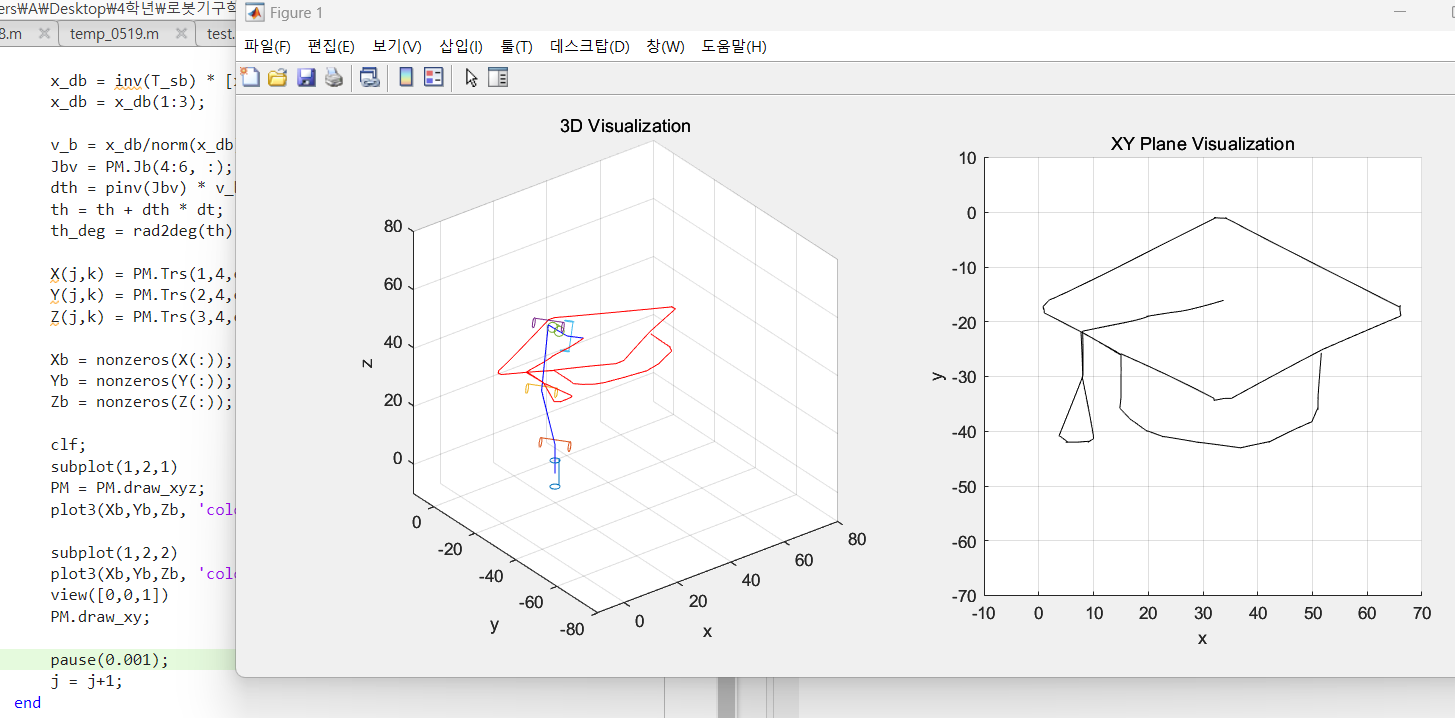 ers₩A₩Desktop₩4학년₩로봇기구학
8.m
temp_0519.m
test.
x_db = inv(T_sb) * [
x_db = x_db(1:3);
v_b = x_db/norm(x_db
Jbv = PM.Jb(4:6, :);
dth = pinv(Jbv) * v_
th = th + dth * dt;
th_deg = rad2deg(th)
X(j,k) = PM.Trs(1,4,
Y(j,k) = PM.Trs(2,4,
Z(j,k) = PM.Trs(3,4,
Xb = nonzeros(X(:));
Yb = nonzeros(Y(:));
Zb = nonzeros(Z(:));
clf;
subplot(1,2,1)
PM = PM.draw_xyz;
plot3(Xb,Yb,Zb, 'colo
subplot(1,2,2)
plot3(Xb,Yb,Zb, 'colo
view([0,0,1])
PM.draw_xy;
pause(0.001);
j = j+1;
end
Figure 1
파일(F) 편집(E) 보기(V) 삽입(I) 툴(T) 데스크탑(D) 창(W) 도움말(H)
3D Visualization
80
60
40
20
0
z
0
-20
-40
-60
-80
y
0
20
40
60
80
x
XY Plane Visualization
10
0
-10
-20
-30
-40
-50
-60
-70
y
-10 0 10 20 30 40 50 60 70
x